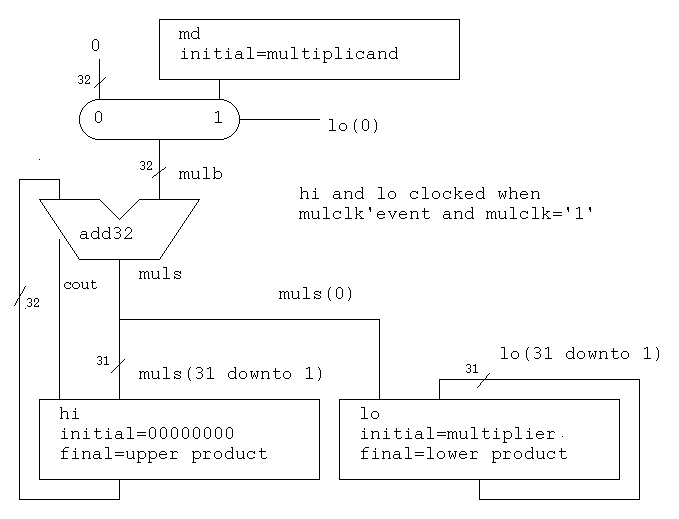 md
initial=multiplicand
0
32
0
1
lo(0)
32
mulb
hi and lo clocked when
mulclk'event and mulclk='1'
add32
muls
cout
muls(0)
32
lo(31 downto 1)
31
31
muls(31 downto 1)
hi
initial=00000000
final=upper product
lo
initial=multiplier
final=lower product